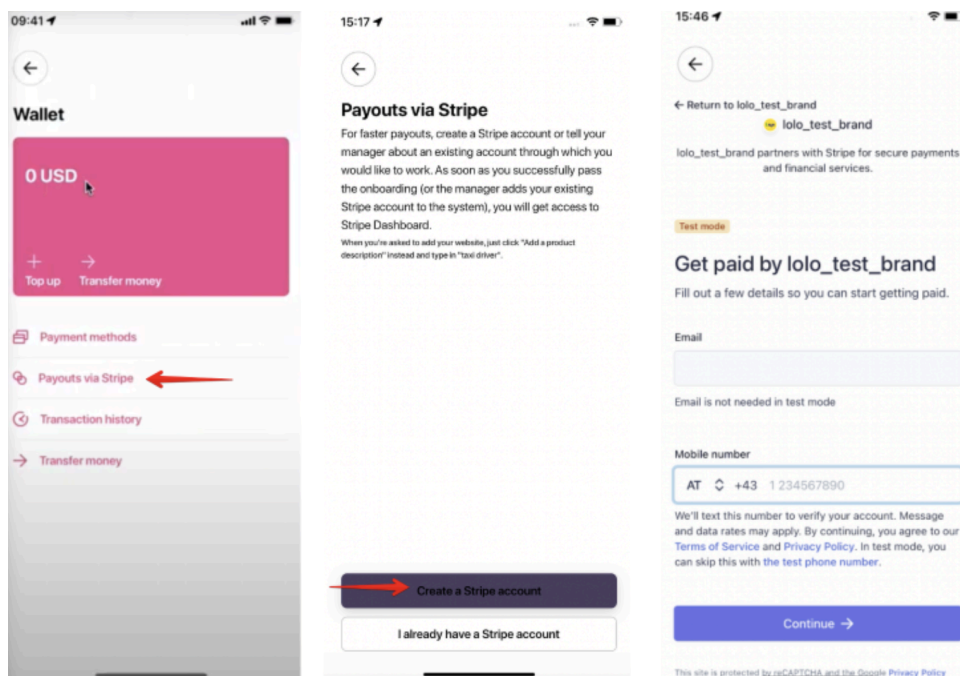 09:41
Wallet
0 USD
Top up Transfer money
Payment methods
Payouts via Stripe
Transaction history
Transfer money
15:17
Payouts via Stripe
For faster payouts, create a Stripe account or tell your
manager about an existing account through which you
would like to work. As soon as you successfully pass
the onboarding (or the manager adds your existing
Stripe account to the system), you will get access to
Stripe Dashboard.
When you're asked to add your website, just click "Add a product
description" instead and type in "taxi driver".
Create a Stripe account
I already have a Stripe account
15:46
← Return to lolo_test_brand
lolo_test_brand
lolo_test_brand partners with Stripe for secure payments
and financial services.
Test mode
Get paid by lolo_test_brand
Fill out a few details so you can start getting paid.
Email
Email is not needed in test mode
Mobile number
AT +43 1 234567890
We'll text this number to verify your account. Message
and data rates may apply. By continuing, you agree to our
Terms of Service and Privacy Policy. In test mode, you
can skip this with the test phone number.
Continue →
This site is protected by reCAPTCHA and the Google Privacy Policy